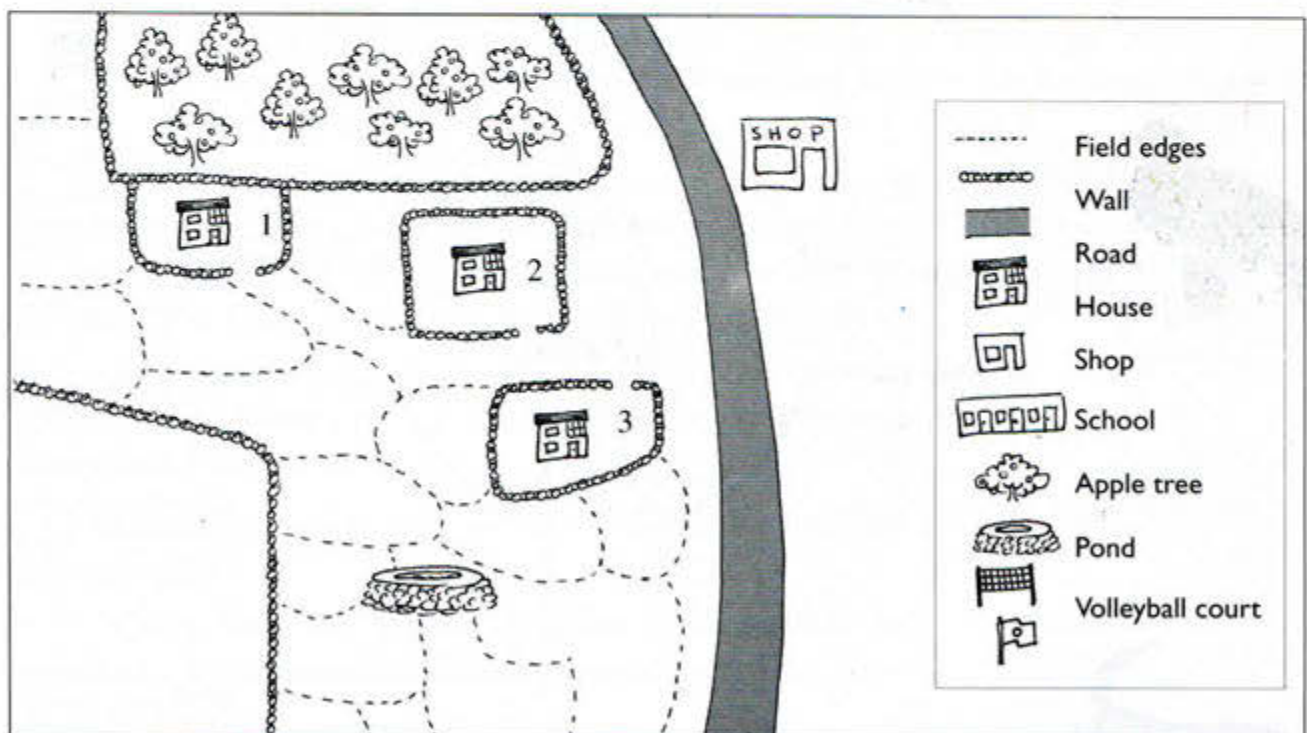 SHOP
1
2
3
Field edges
Wall
Road
House
Shop
School
Apple tree
Pond
Volleyball court